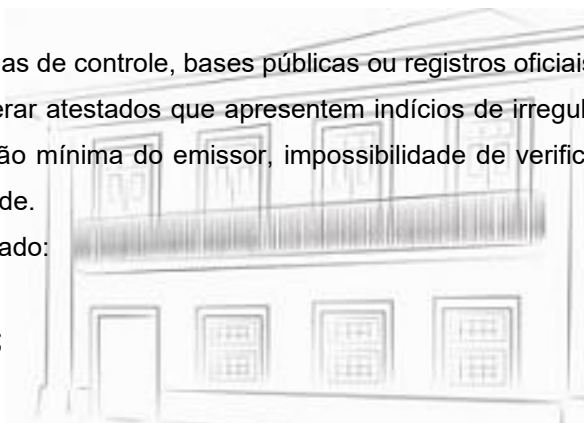 as de controle, bases públicas ou registros oficiais
erar atestados que apresentem indícios de irregul
ão mínima do emissor, impossibilidade de verific
de.
ado:
;